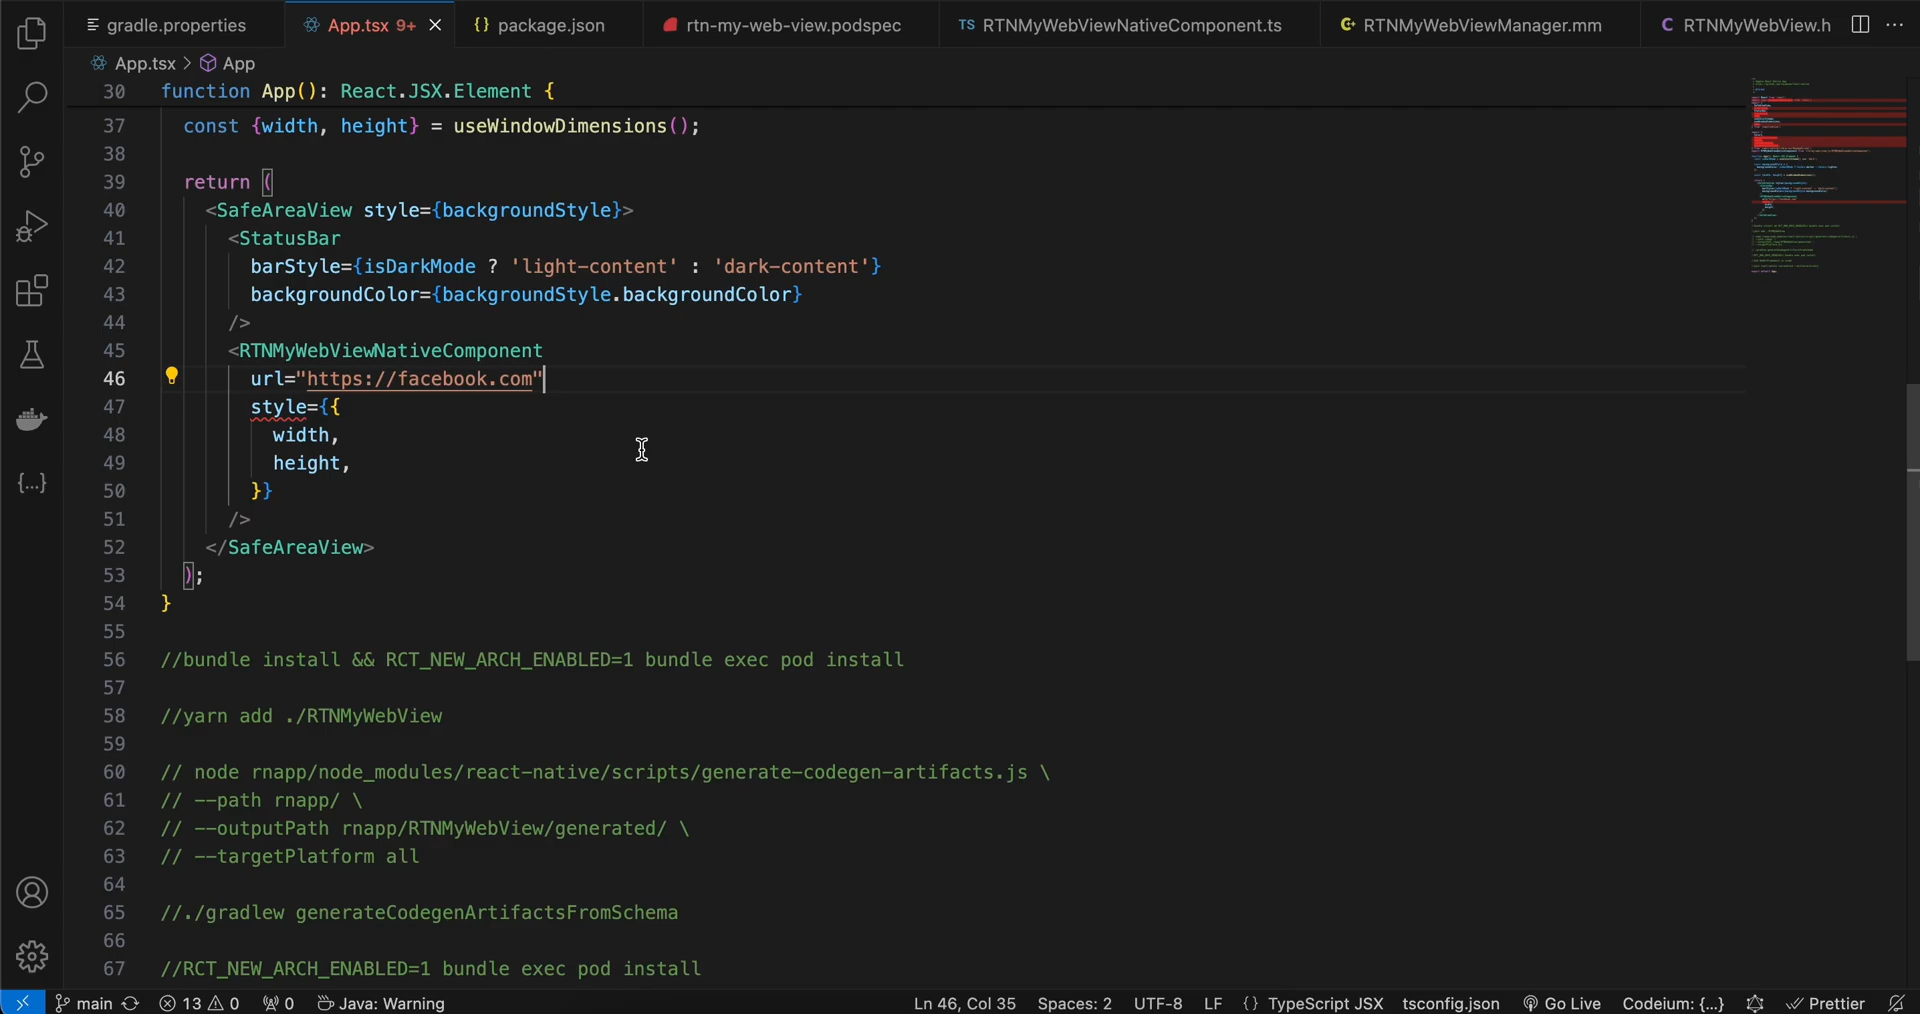 gradle.properties
App.tsx 9+
package.json
rtn-my-web-view.podspec
TS RTNMyWebViewNativeComponent.ts
RTNMyWebViewManager.mm
C RTNMyWebView.h
App.tsx > App
30 function App(): React.JSX.Element {
37 const {width, height} = useWindowDimensions();
38
39 return (
40 <SafeAreaView style={backgroundStyle}>
41 <StatusBar
42 barStyle={isDarkMode ? 'light-content' : 'dark-content'}
43 backgroundColor={backgroundStyle.backgroundColor}
44 />
45 <RTNMyWebViewNativeComponent
46 url="https://facebook.com"
47 style={{
48 width,
49 height,
50 }}
51 />
52 </SafeAreaView>
53 );
54 }
55
56 //bundle install && RCT_NEW_ARCH_ENABLED=1 bundle exec pod install
57
58 //yarn add ./RTNMyWebView
59
60 // node rnapp/node_modules/react-native/scripts/generate-codegen-artifacts.js \
61 // --path rnapp/ \
62 // --outputPath rnapp/RTNMyWebView/generated/ \
63 // --targetPlatform all
64
65 //./gradlew generateCodegenArtifactsFromSchema
66
67 //RCT_NEW_ARCH_ENABLED=1 bundle exec pod install
main 13 0 0 Java: Warning Ln 46, Col 35 Spaces: 2 UTF-8 LF {} TypeScript JSX tsconfig.json Go Live Codeium: {...} Prettier